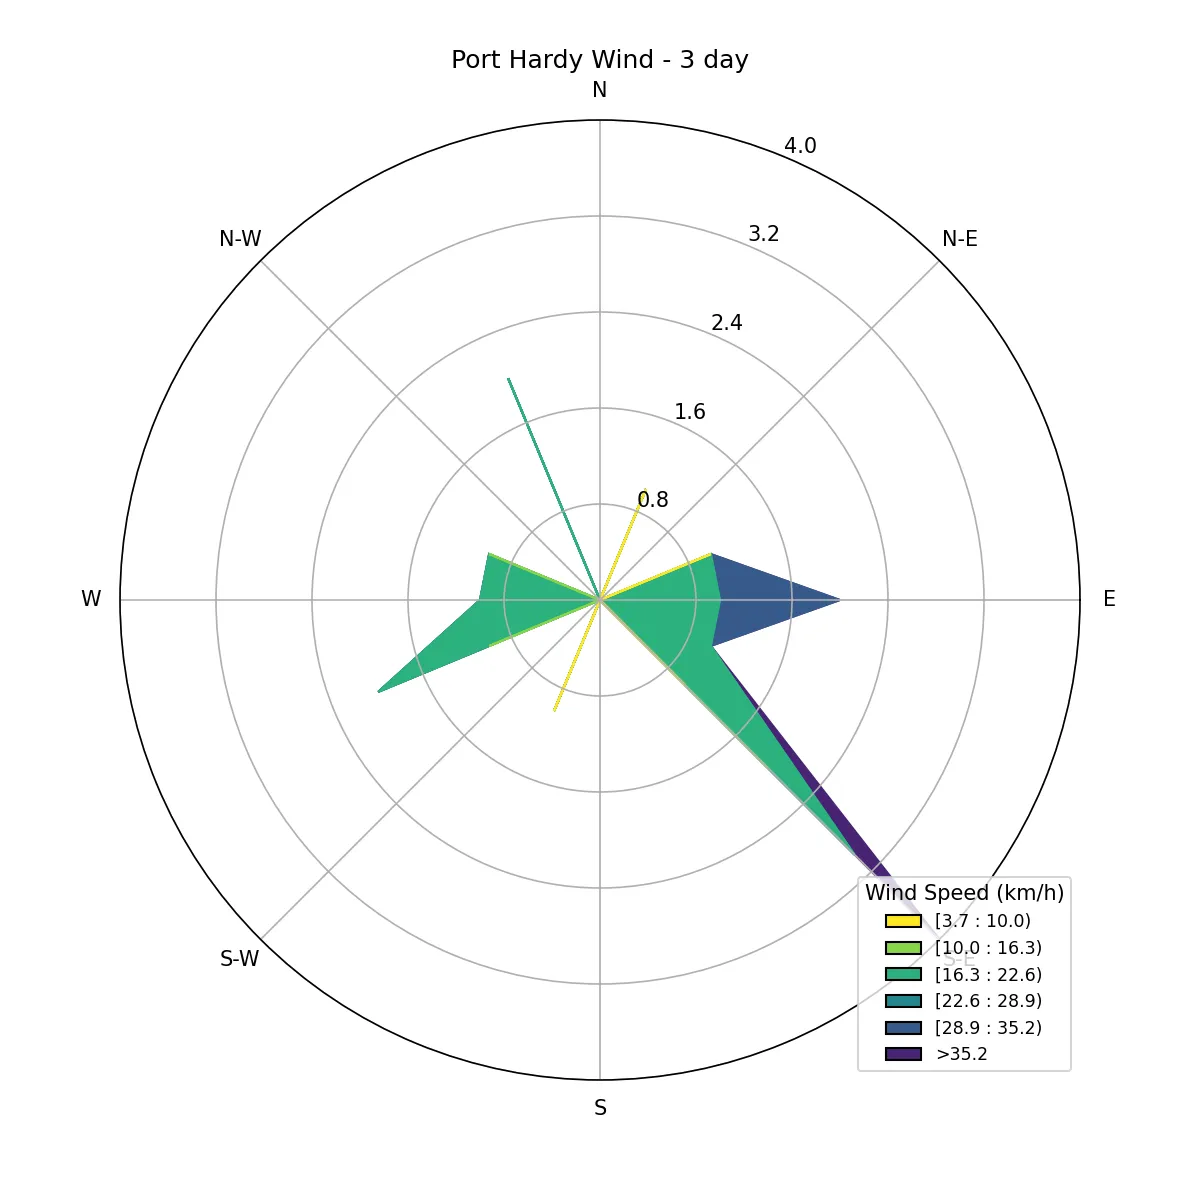 Port Hardy Wind - 3 day
N
4.0
N-W
3.2
N-E
2.4
1.6
0.8
W
E
Wind Speed (km/h)
[3.7 : 10.0)
[10.0 : 16.3)
S-W
S-E
[16.3 : 22.6)
[22.6 : 28.9)
[28.9 : 35.2)
>35.2
S